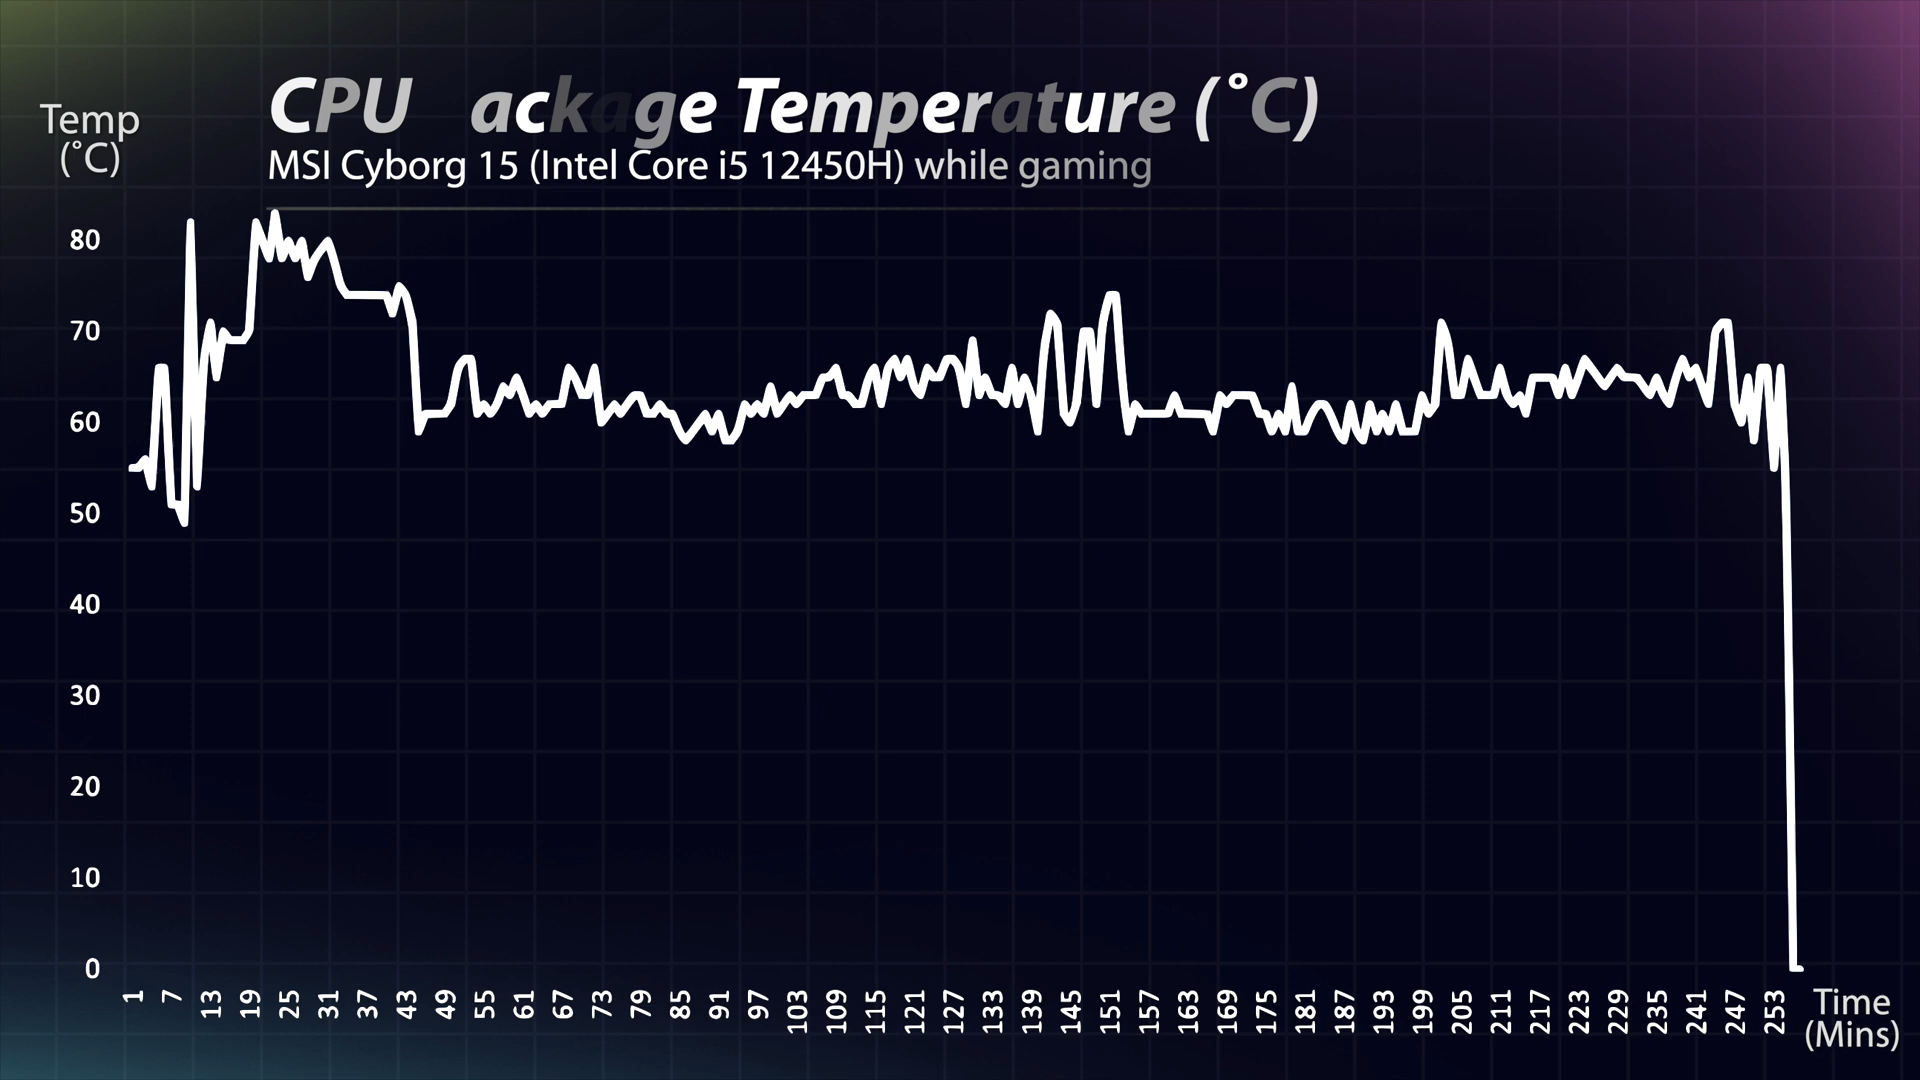 CPU ackage Temperature (°C)
MSI Cyborg 15 (Intel Core i5 12450H) while gaming
Temp
(°C)
80
70
60
50
40
30
20
10
0
1 7 13 19 25 31 37 43 49 55 61 67 73 79 85 91 97 103 109 115 121 127 133 139 145 151 157 163 169 175 181 187 193 199 205 211 217 223 229 235 241 247 253
Time
(Mins)